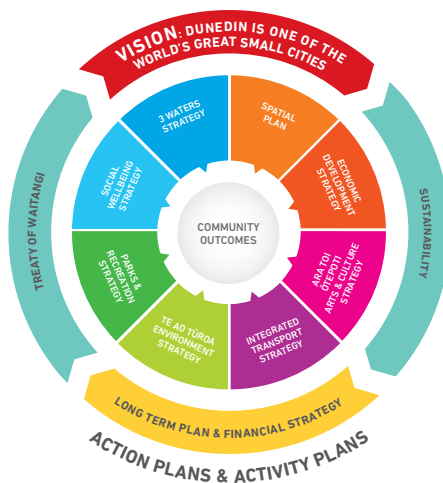 VISION: DUNEDIN IS ONE OF THE
WORLD'S GREAT SMALL CITIES
3 WATERS
STRATEGY
SPATIAL
PLAN
SOCIAL
WELLBEING
STRATEGY
ECONOMIC
DEVELOPMENT
STRATEGY
TREATY OF WAITANGI
COMMUNITY
OUTCOMES
SUSTAINABILITY
PARKS &
RECREATION
STRATEGY
ARA TOI
ŌTEPOTI
ARTS & CULTURE
STRATEGY
TE AO TŪROA
ENVIRONMENT
STRATEGY
INTEGRATED
TRANSPORT
STRATEGY
LONG TERM PLAN & FINANCIAL STRATEGY
ACTION PLANS & ACTIVITY PLANS